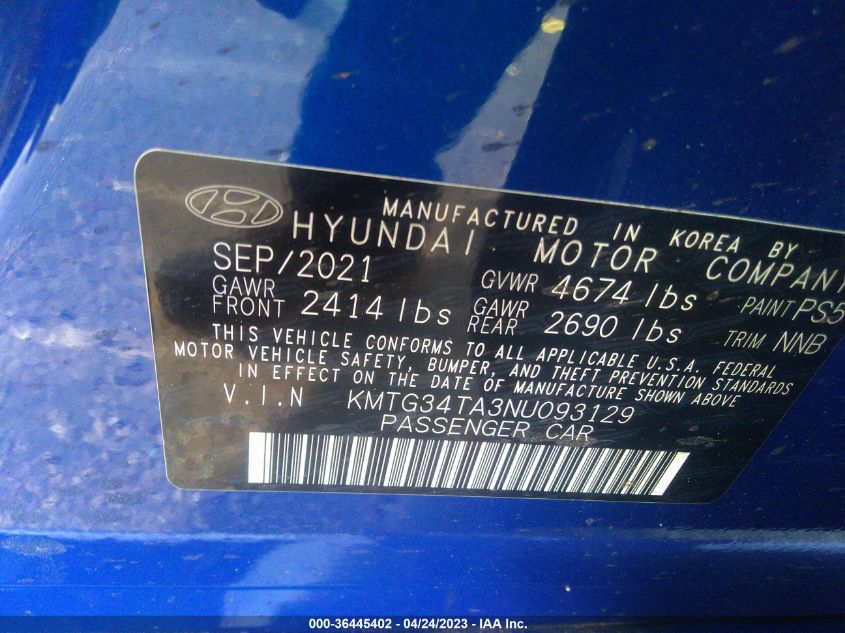 MANUFACTURED IN KOREA BY
HYUNDAI MOTOR COMPANY
SEP/2021 GVWR 4674 lbs PAINT PS5
GAWR FRONT 2414 lbs GAWR REAR 2690 lbs TRIM NNB
THIS VEHICLE CONFORMS TO ALL APPLICABLE U.S.A. FEDERAL
MOTOR VEHICLE SAFETY, BUMPER, AND THEFT PREVENTION STANDARDS
IN EFFECT ON THE DATE OF MANUFACTURE SHOWN ABOVE
V.I.N KMTG34TA3NU093129
PASSENGER CAR
000-36445402 - 04/24/2023 - IAA Inc.